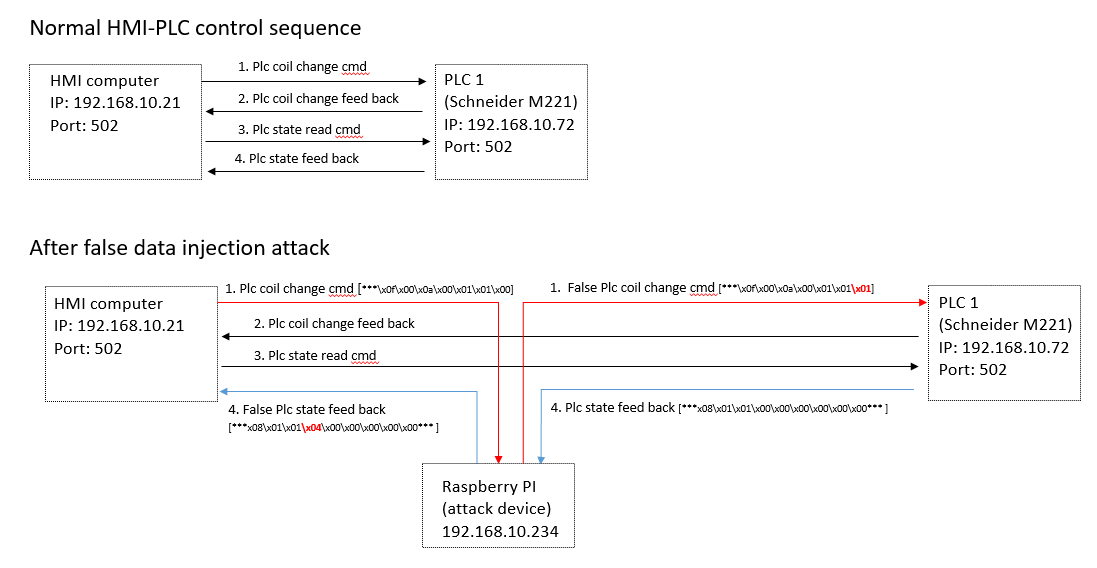 Normal HMI-PLC control sequence
HMI computer
IP: 192.168.10.21
Port: 502
1. Plc coil change cmd
2. Plc coil change feed back
3. Plc state read cmd
4. Plc state feed back
PLC 1
(Schneider M221)
IP: 192.168.10.72
Port: 502
After false data injection attack
HMI computer
IP: 192.168.10.21
Port: 502
1. Plc coil change cmd [***\x0f\x00\x0a\x00\x01\x01\x00]
1. False Plc coil change cmd [***\x0f\x00\x0a\x00\x01\x01\x01]
2. Plc coil change feed back
3. Plc state read cmd
PLC 1
(Schneider M221)
IP: 192.168.10.72
Port: 502
4. False Plc state feed back
[***x08\x01\x01\x04\x00\x00\x00\x00\x00*** ]
4. Plc state feed back [***x08\x01\x01\x00\x00\x00\x00\x00\x00*** ]
Raspberry PI
(attack device)
192.168.10.234